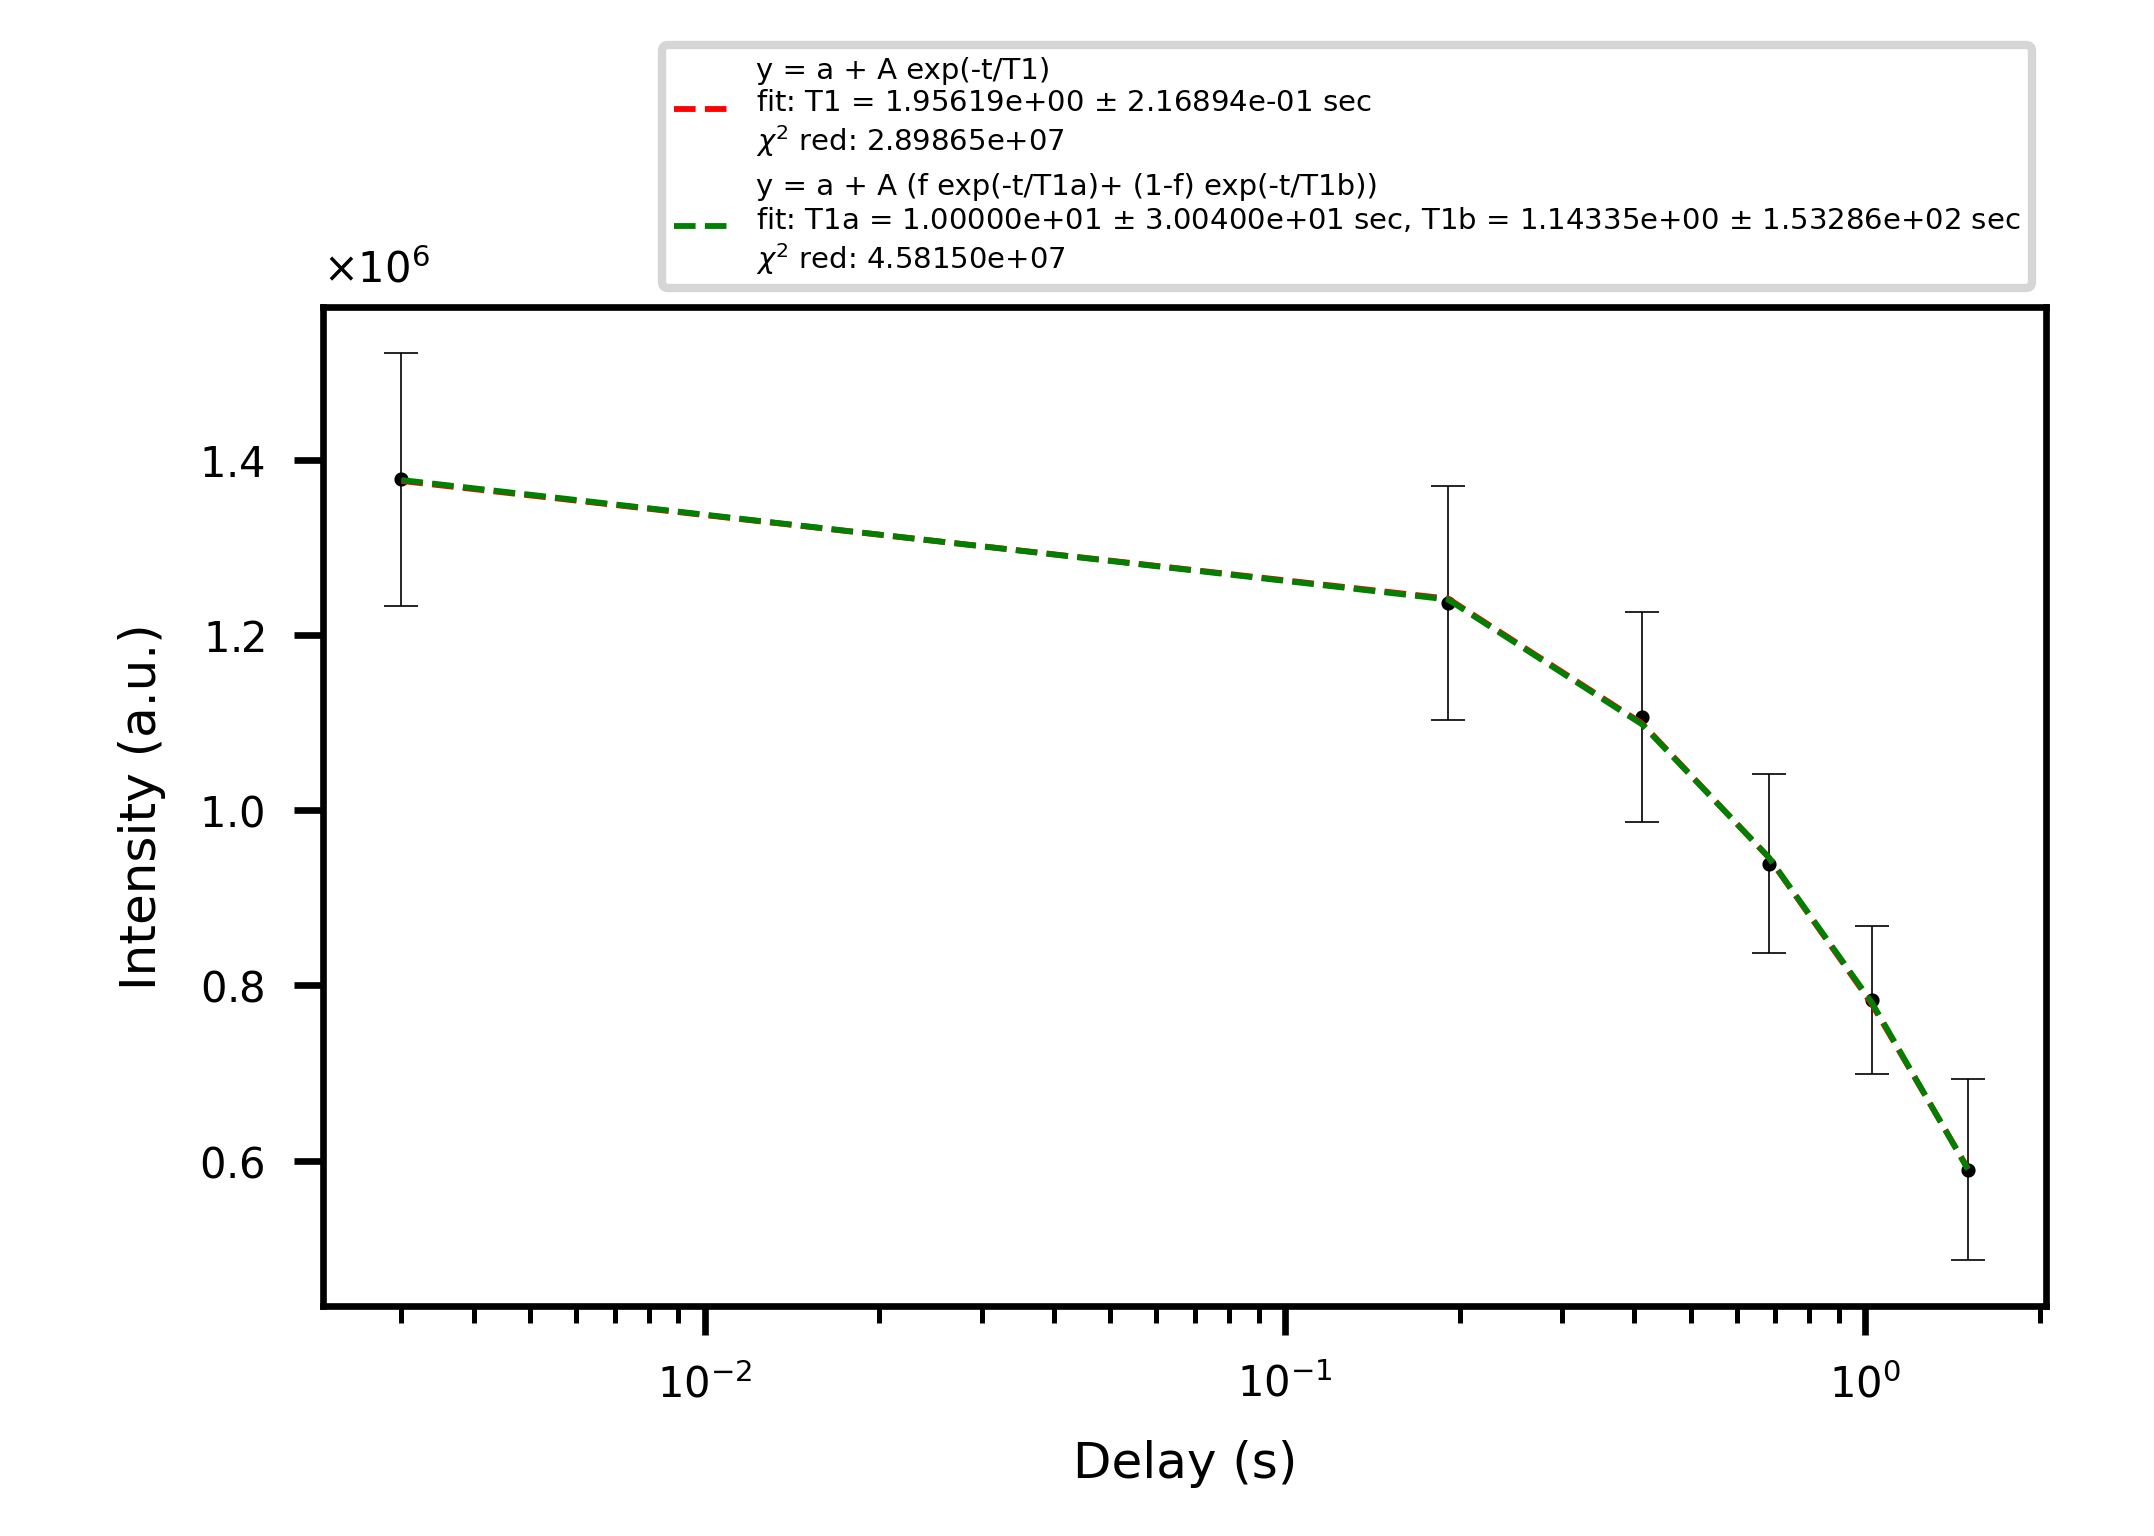 y = a + A exp(-t/T1)
fit: T1 = 1.95619e+00 ± 2.16894e-01 sec
χ² red: 2.89865e+07
y = a + A (f exp(-t/T1a)+ (1-f) exp(-t/T1b))
fit: T1a = 1.00000e+01 ± 3.00400e+01 sec, T1b = 1.14335e+00 ± 1.53286e+02 sec
χ² red: 4.58150e+07
×10⁶
1.4
1.2
1.0
0.8
0.6
Intensity (a.u.)
10⁻² 10⁻¹ 10⁰
Delay (s)